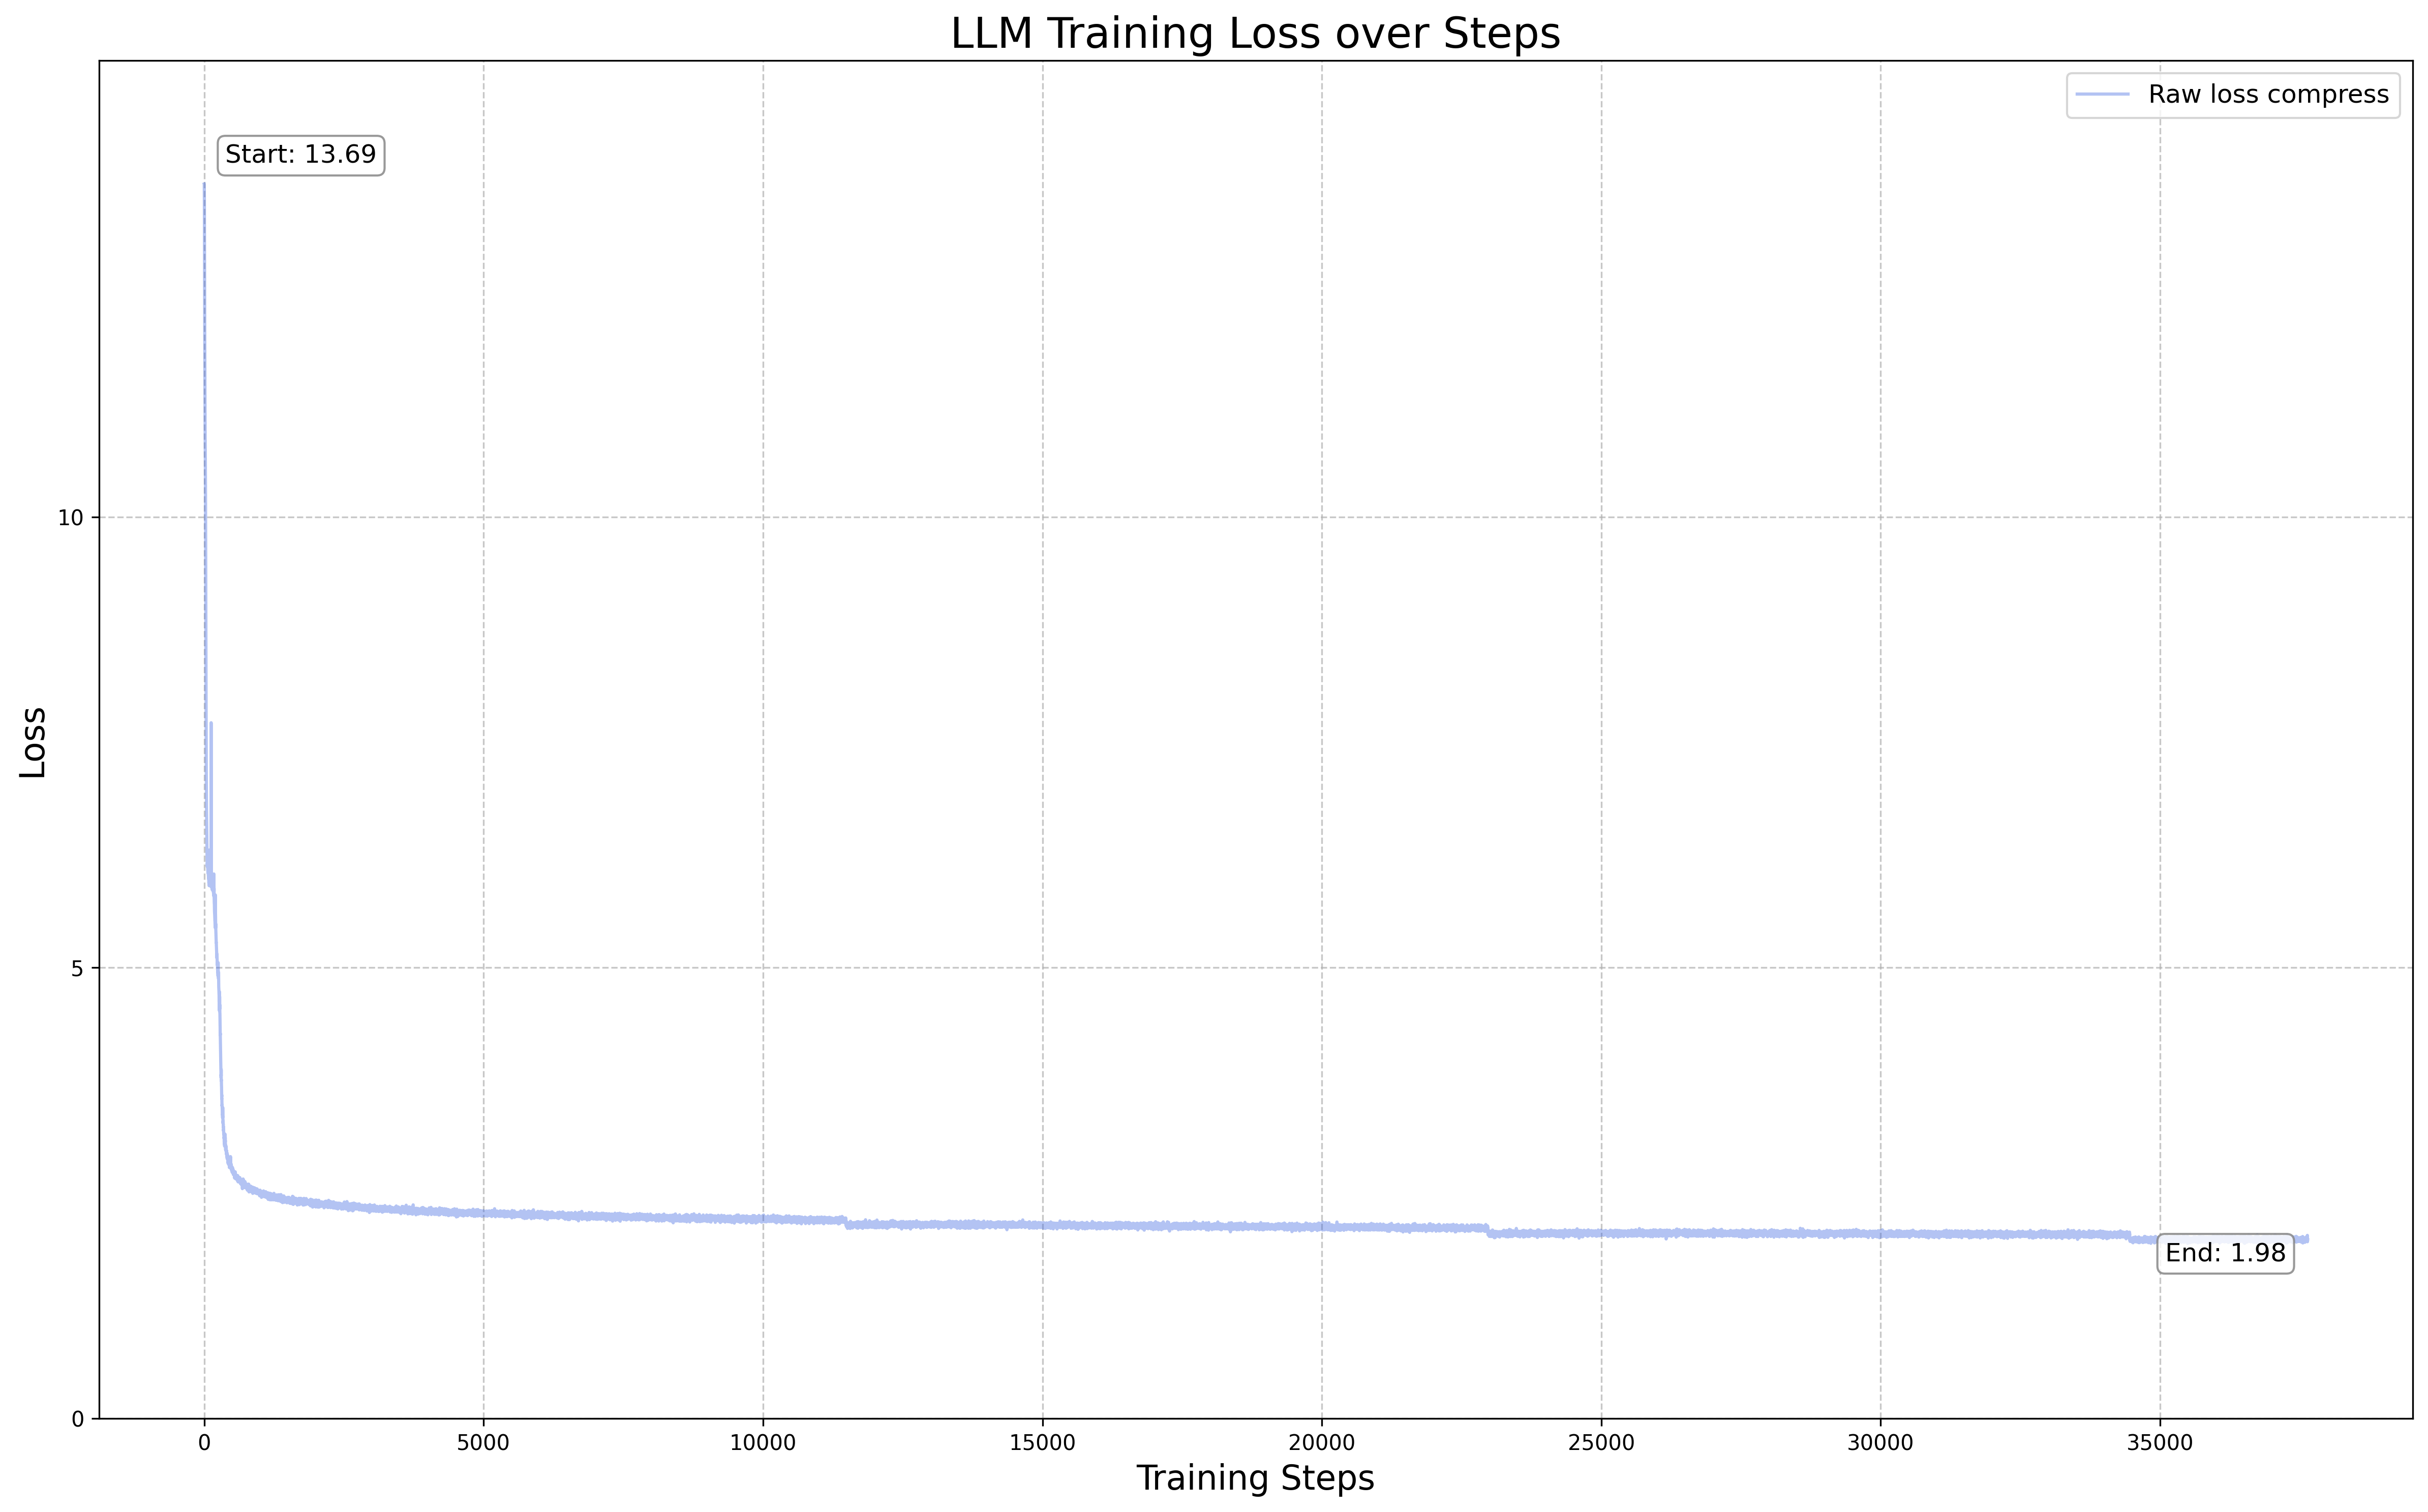 LLM Training Loss over Steps
Raw loss compress
Start: 13.69
10
Loss
5
End: 1.98
0
0 5000 10000 15000 20000 25000 30000 35000
Training Steps